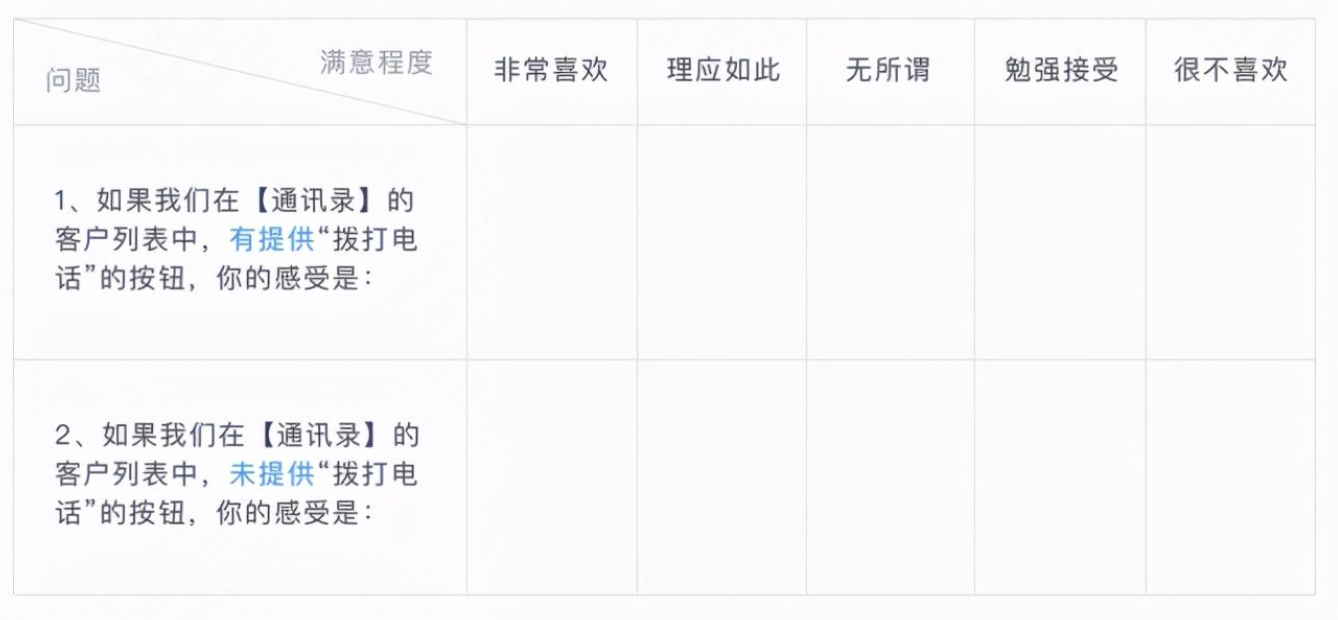 满意程度
问题
非常喜欢
理应如此
无所谓
勉强接受
很不喜欢
1、如果我们在【通讯录】的
客户列表中，有提供“拨打电
话”的按钮，你的感受是：
2、如果我们在【通讯录】的
客户列表中，未提供“拨打电
话”的按钮，你的感受是：